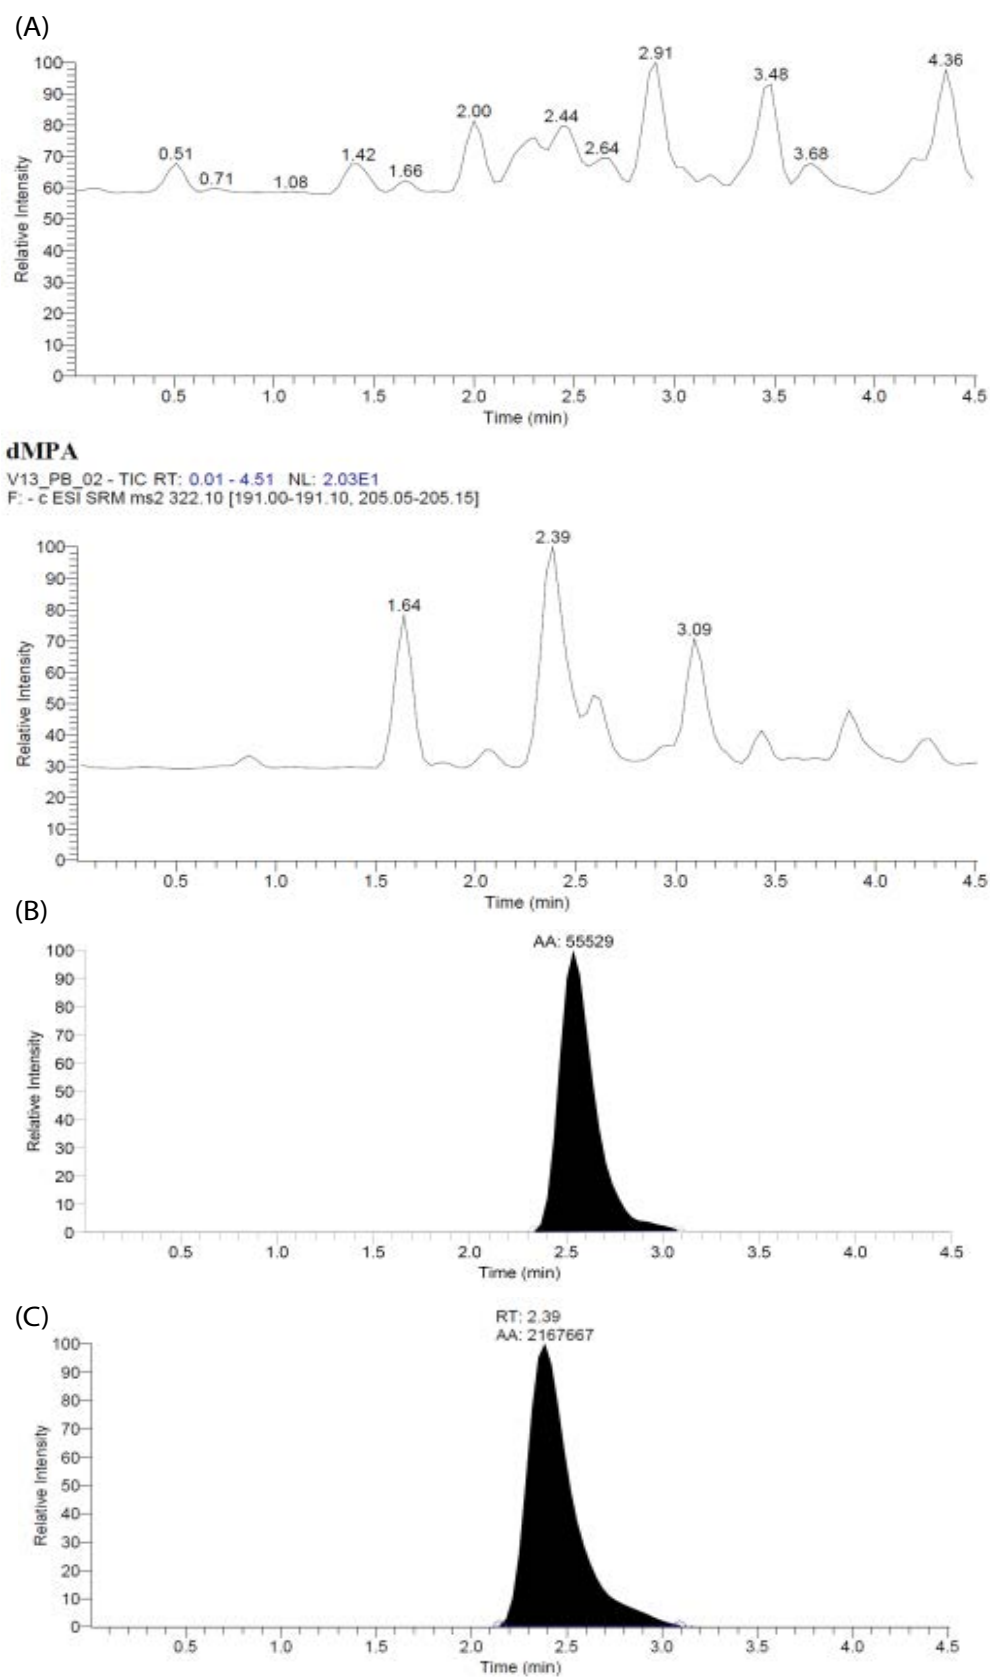 (A)
2.91
4.36
3.48
100
90
2.00
2.44
80
2.64
0.51
1.42
3.68
70
0.71
1.08
1.66
60
50
40
30
20
10
0
Relative Intensity
0.5 1.0 1.5 2.0 2.5 3.0 3.5 4.0 4.5
Time (min)
dMPA
V13_PB_02 - TIC RT: 0.01 - 4.51 NL: 2.03E1
F: - c ESI SRM ms2 322.10 [191.00-191.10, 205.05-205.15]
2.39
100
90
1.64
80
3.09
70
60
50
40
30
20
10
0
Relative Intensity
0.5 1.0 1.5 2.0 2.5 3.0 3.5 4.0 4.5
Time (min)
(B)
AA: 55529
100
90
80
70
60
50
40
30
20
10
0
Relative Intensity
0.5 1.0 1.5 2.0 2.5 3.0 3.5 4.0 4.5
Time (min)
(C)
RT: 2.39
AA: 2167667
100
90
80
70
60
50
40
30
20
10
0
Relative Intensity
0.5 1.0 1.5 2.0 2.5 3.0 3.5 4.0 4.5
Time (min)